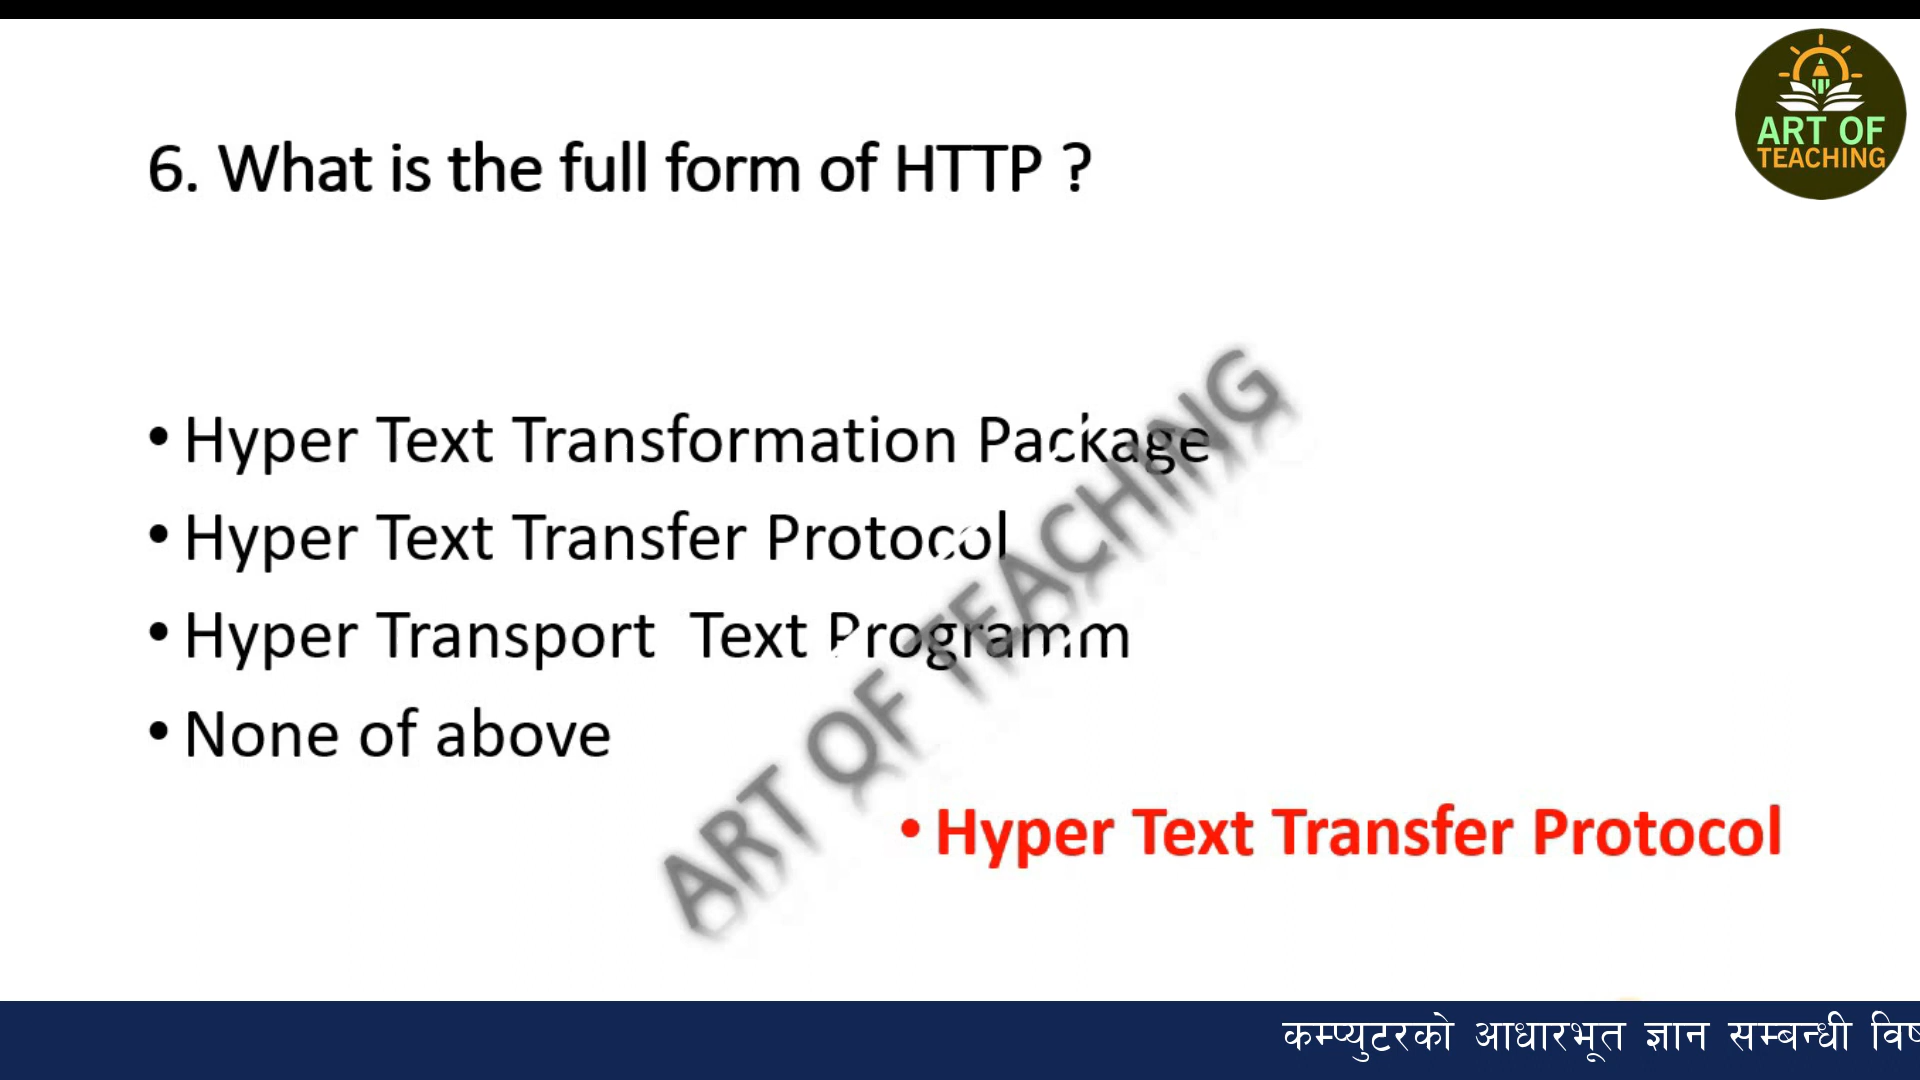 ART OF
TEACHING
6. What is the full form of HTTP ?
• Hyper Text Transformation Package
• Hyper Text Transfer Protocol
• Hyper Transport Text Programm
• None of above
ART OF TEACHING
• Hyper Text Transfer Protocol
कम्प्युटरको आधारभूत ज्ञान सम्बन्धी